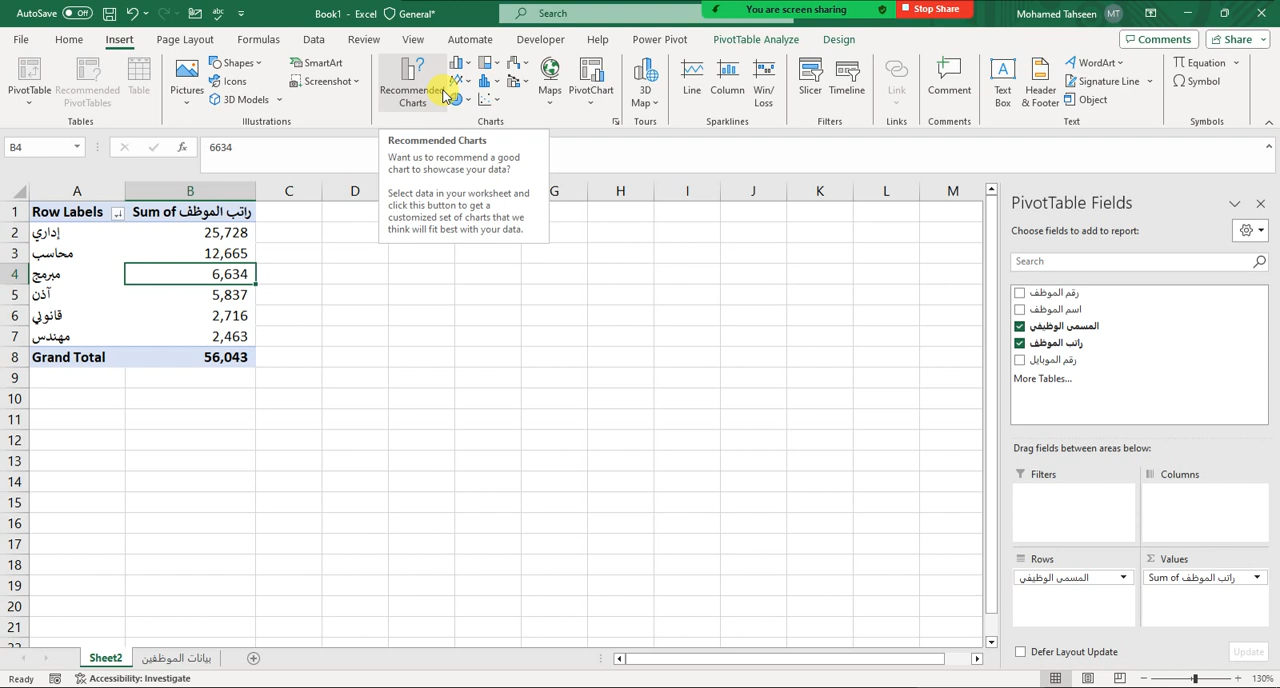 AutoSave Off
Book1 - Excel
General*
Search
You are screen sharing
Stop Share
Mohamed Tahseen
MT
File Home Insert Page Layout Formulas Data Review View Automate Developer Help Power Pivot PivotTable Analyze Design
Comments
Share
PivotTable
Recommended PivotTables
Table
Tables
Pictures
Shapes
Icons
3D Models
SmartArt
Screenshot
Illustrations
Recommended Charts
Maps
PivotChart
Charts
3D Map
Tours
Line
Column
Win/Loss
Sparklines
Slicer
Timeline
Filters
Link
Links
Comment
Comments
Text Box
Header & Footer
WordArt
Signature Line
Object
Text
Equation
Symbol
Symbols
B4
6634
Recommended Charts
Want us to recommend a good
chart to showcase your data?
Select data in your worksheet and
click this button to get a
customized set of charts that we
think will fit best with your data.
A B C D G H I J K L M
1 Row Labels Sum of راتب الموظف
2 إداري 25,728
3 محاسب 12,665
4 مبرمج 6,634
5 آذن 5,837
6 قانوني 2,716
7 مهندس 2,463
8 Grand Total 56,043
9
10
11
12
13
14
15
16
17
18
19
20
21
PivotTable Fields
Choose fields to add to report:
Search
رقم الموظف
اسم الموظف
المسمى الوظيفي
راتب الموظف
رقم الموبايل
More Tables...
Drag fields between areas below:
Filters
Columns
Rows
Values
المسمى الوظيفي
Sum of راتب الموظف
Defer Layout Update
Update
Sheet2
بيانات الموظفين
Ready
Accessibility: Investigate
130%